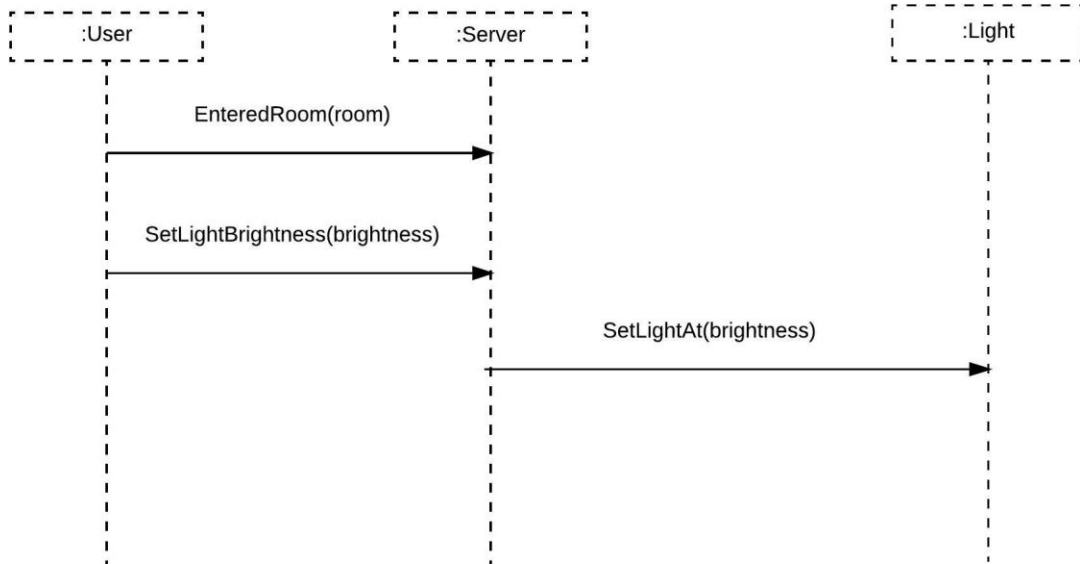 :User
:Server
:Light
EnteredRoom(room)
SetLightBrightness(brightness)
SetLightAt(brightness)